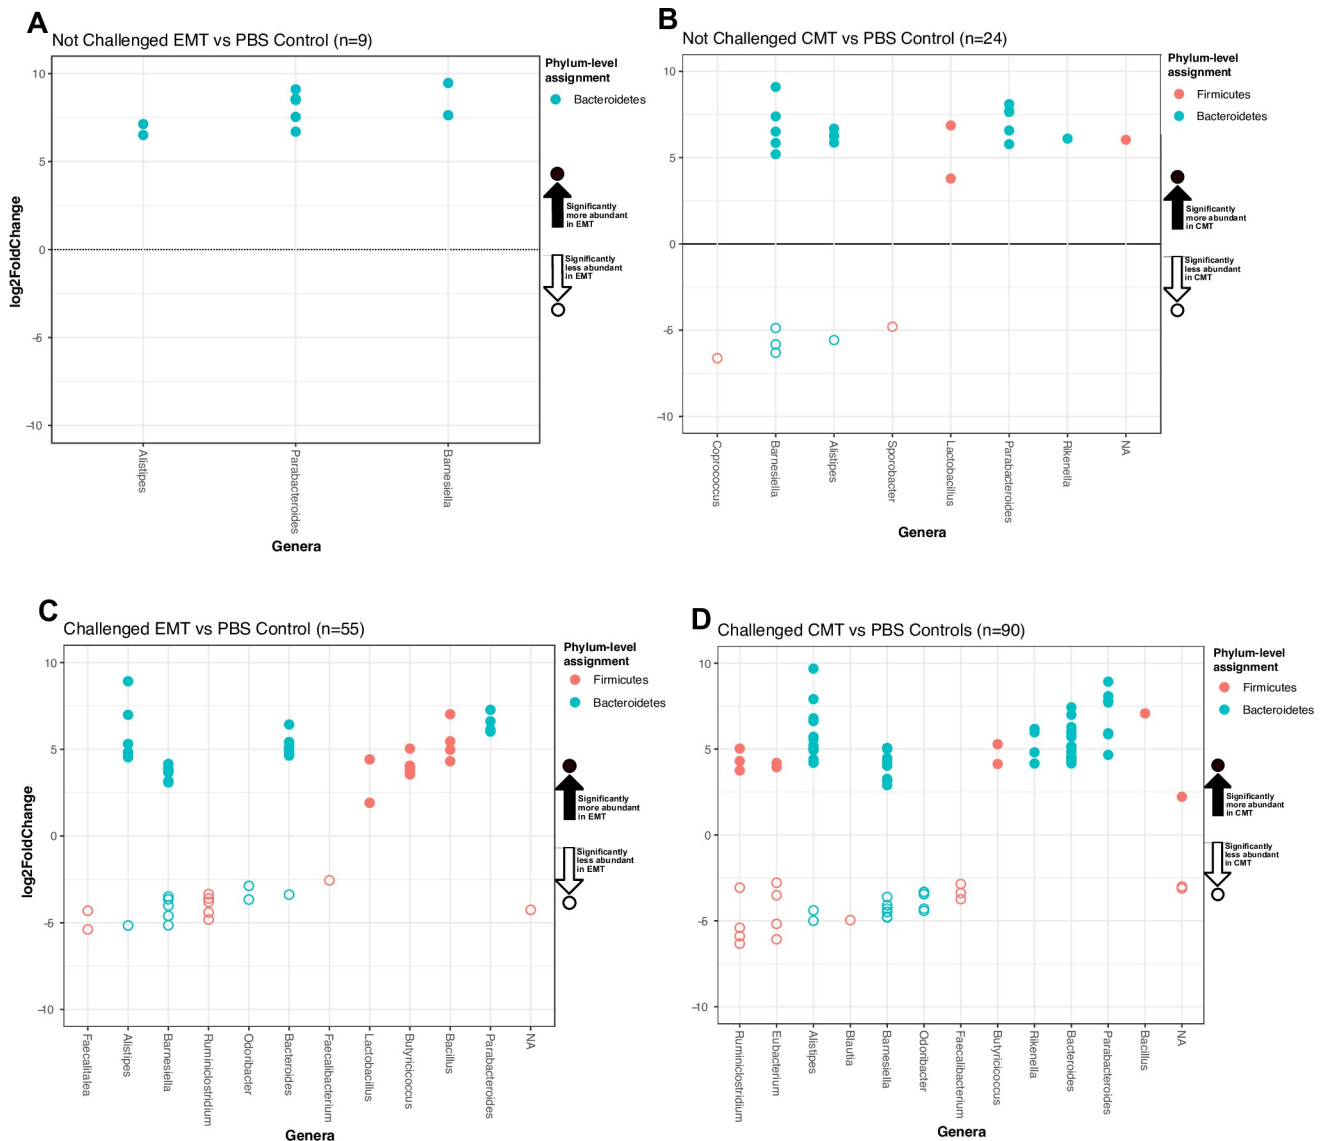 A
Not Challenged EMT vs PBS Control (n=9)
log2FoldChange
10
5
0
-5
-10
Alistipes
Parabacteroides
Barnesiella
Genera
Phylum-level
assignment
Bacteroidetes
Significantly
more abundant
in EMT
Significantly
less abundant
in EMT
B
Not Challenged CMT vs PBS Control (n=24)
10
5
0
-5
-10
Coprococcus
Barnesiella
Alistipes
Sporobacter
Lactobacillus
Parabacteroides
Rikenella
NA
Genera
Phylum-level
assignment
Firmicutes
Bacteroidetes
Significantly
more abundant
in CMT
Significantly
less abundant
in CMT
C
Challenged EMT vs PBS Control (n=55)
log2FoldChange
10
5
0
-5
-10
Faecalitalea
Alistipes
Barnesiella
Ruminiclostridium
Odoribacter
Bacteroides
Faecalibacterium
Lactobacillus
Butyricicoccus
Bacillus
Parabacteroides
NA
Genera
Phylum-level
assignment
Firmicutes
Bacteroidetes
Significantly
more abundant
in EMT
Significantly
less abundant
in EMT
D
Challenged CMT vs PBS Controls (n=90)
10
5
0
-5
-10
Ruminiclostridium
Eubacterium
Alistipes
Blautia
Barnesiella
Odoribacter
Faecalibacterium
Butyricicoccus
Rikenella
Bacteroides
Parabacteroides
Bacillus
NA
Genera
Phylum-level
assignment
Firmicutes
Bacteroidetes
Significantly
more abundant
in CMT
Significantly
less abundant
in CMT